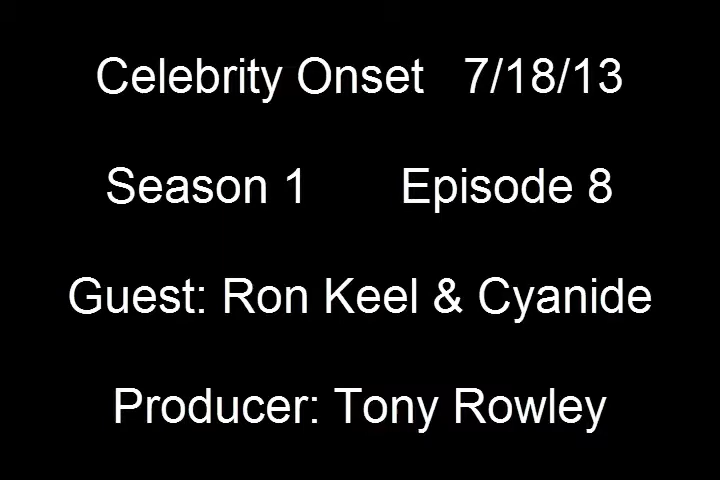 Celebrity Onset 7/18/13
Season 1 Episode 8
Guest: Ron Keel & Cyanide
Producer: Tony Rowley